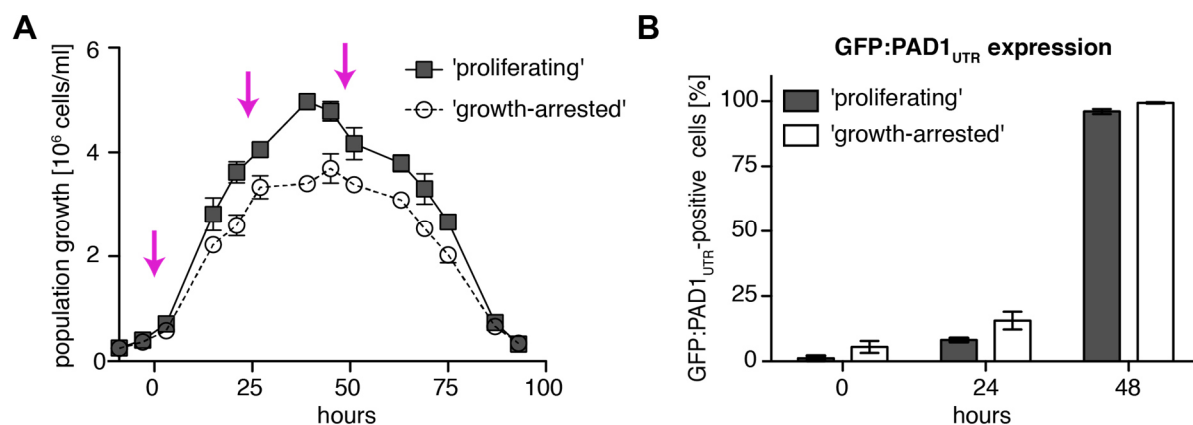 A
population growth [10⁶ cells/ml]
6
4
2
0
'proliferating'
'growth-arrested'
0 25 50 75 100
hours
B
GFP:PAD1UTR expression
GFP:PAD1UTR-positive cells [%]
100
75
50
25
0
'proliferating'
'growth-arrested'
0 24 48
hours